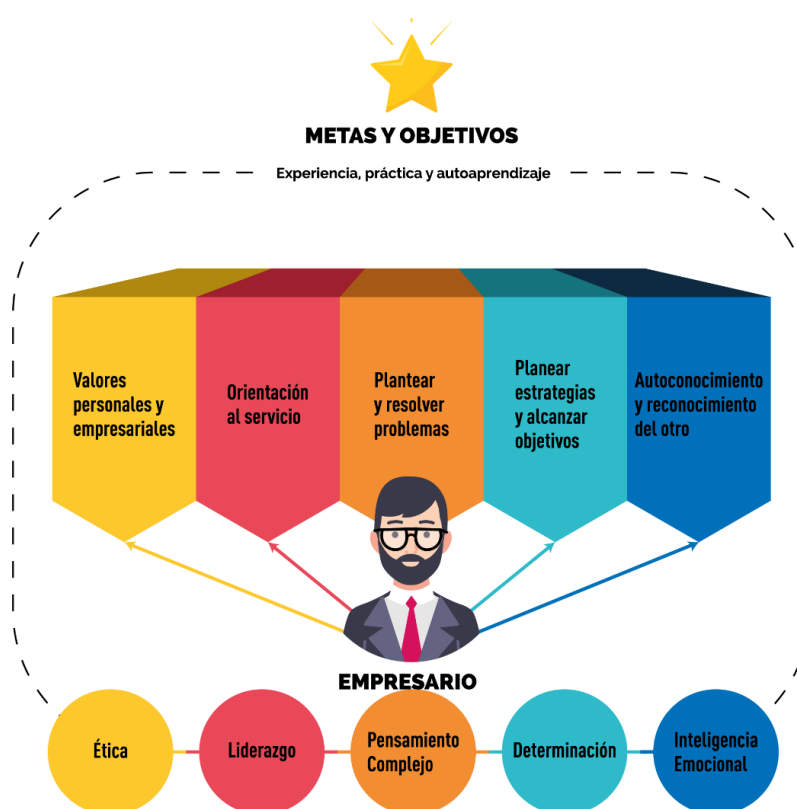 METAS Y OBJETIVOS
Experiencia, práctica y autoaprendizaje
Valores
personales y
empresariales
Orientación
al servicio
Plantear
y resolver
problemas
Planear
estrategias
y alcanzar
objetivos
Autoconocimiento
y reconocimiento
del otro
EMPRESARIO
Ética
Liderazgo
Pensamiento
Complejo
Determinación
Inteligencia
Emocional